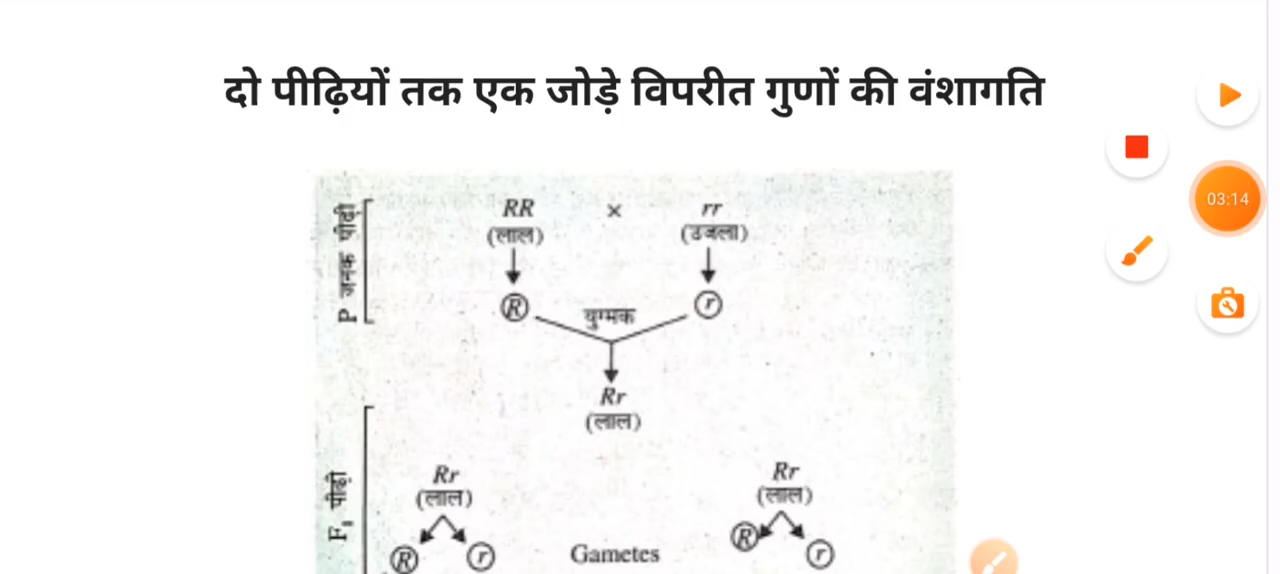 दो पीढ़ियों तक एक जोड़े विपरीत गुणों की वंशागति
03:14
P जनक पीढ़ी
RR × rr
(लाल) (उजला)
R युग्मक r
Rr
(लाल)
F₁ पीढ़ी
Rr Rr
(लाल) (लाल)
R r Gametes R r